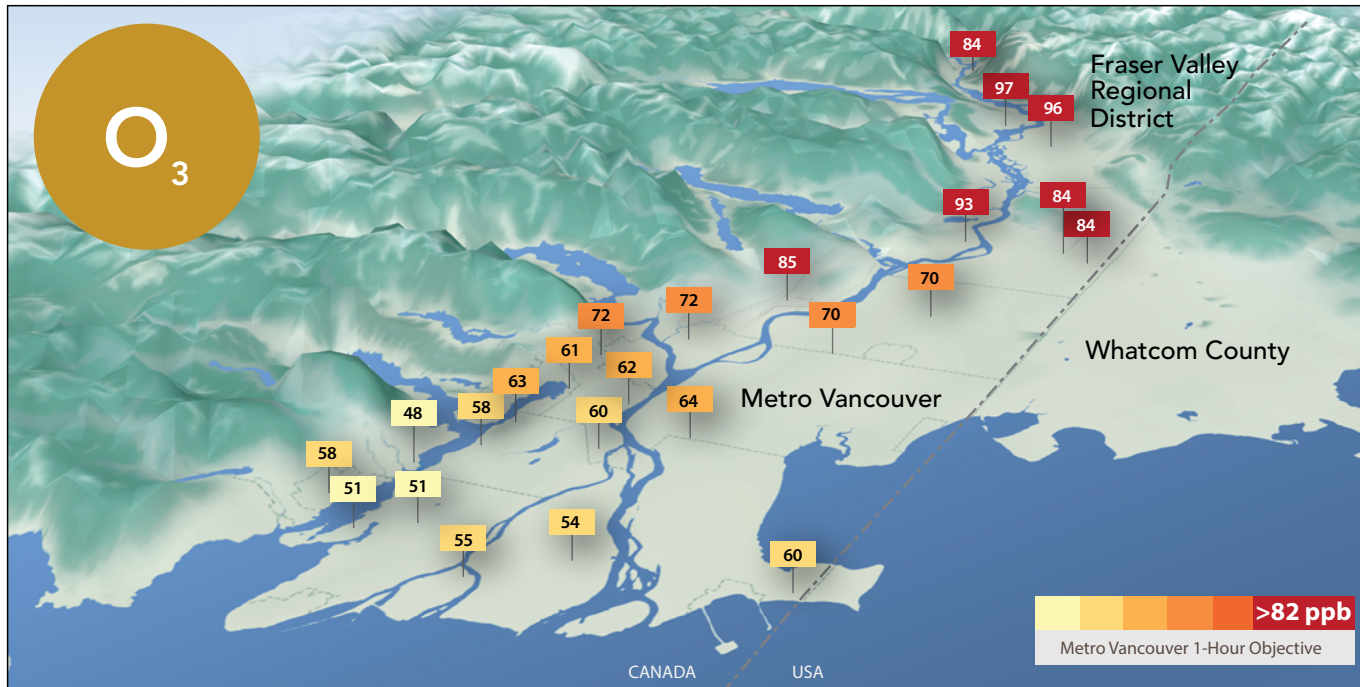 O3
84
Fraser Valley
Regional
District
97
96
93
84
84
85
70
72
72
70
61
62
63
Whatcom County
64
Metro Vancouver
58
60
48
58
51
51
54
55
60
>82 ppb
Metro Vancouver 1-Hour Objective
CANADA
USA